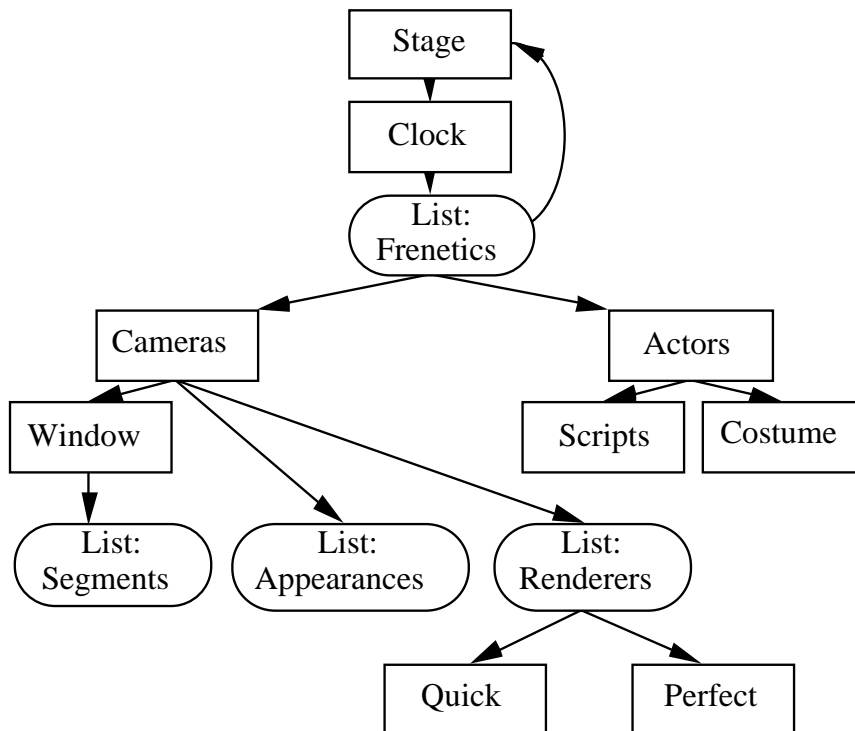 Stage
Clock
List:
Frenetics
Cameras
Actors
Window
Scripts
Costume
List:
Segments
List:
Appearances
List:
Renderers
Quick
Perfect